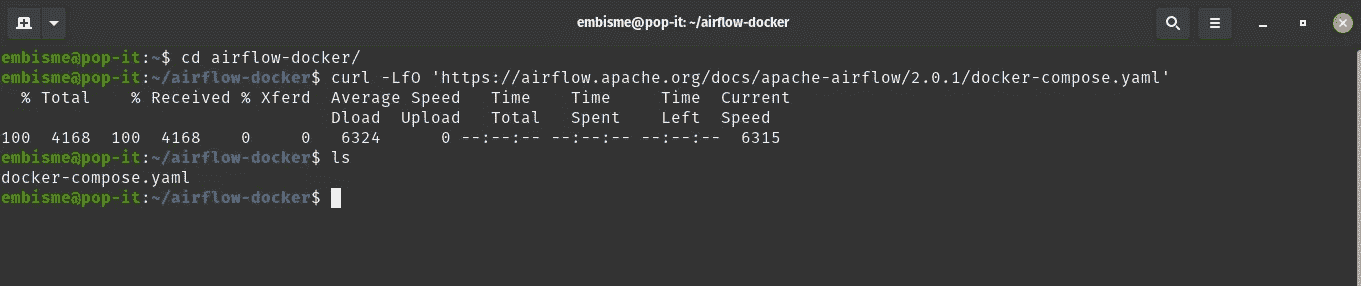 embisme@pop-it: ~/airflow-docker
embisme@pop-it:~$ cd airflow-docker/
embisme@pop-it:~/airflow-docker$ curl -LfO 'https://airflow.apache.org/docs/apache-airflow/2.0.1/docker-compose.yaml'
  % Total    % Received % Xferd  Average Speed   Time    Time     Time  Current
                                 Dload  Upload   Total   Spent    Left  Speed
100  4168  100  4168    0     0   6324      0 --:--:-- --:--:-- --:--:--  6315
embisme@pop-it:~/airflow-docker$ ls
docker-compose.yaml
embisme@pop-it:~/airflow-docker$